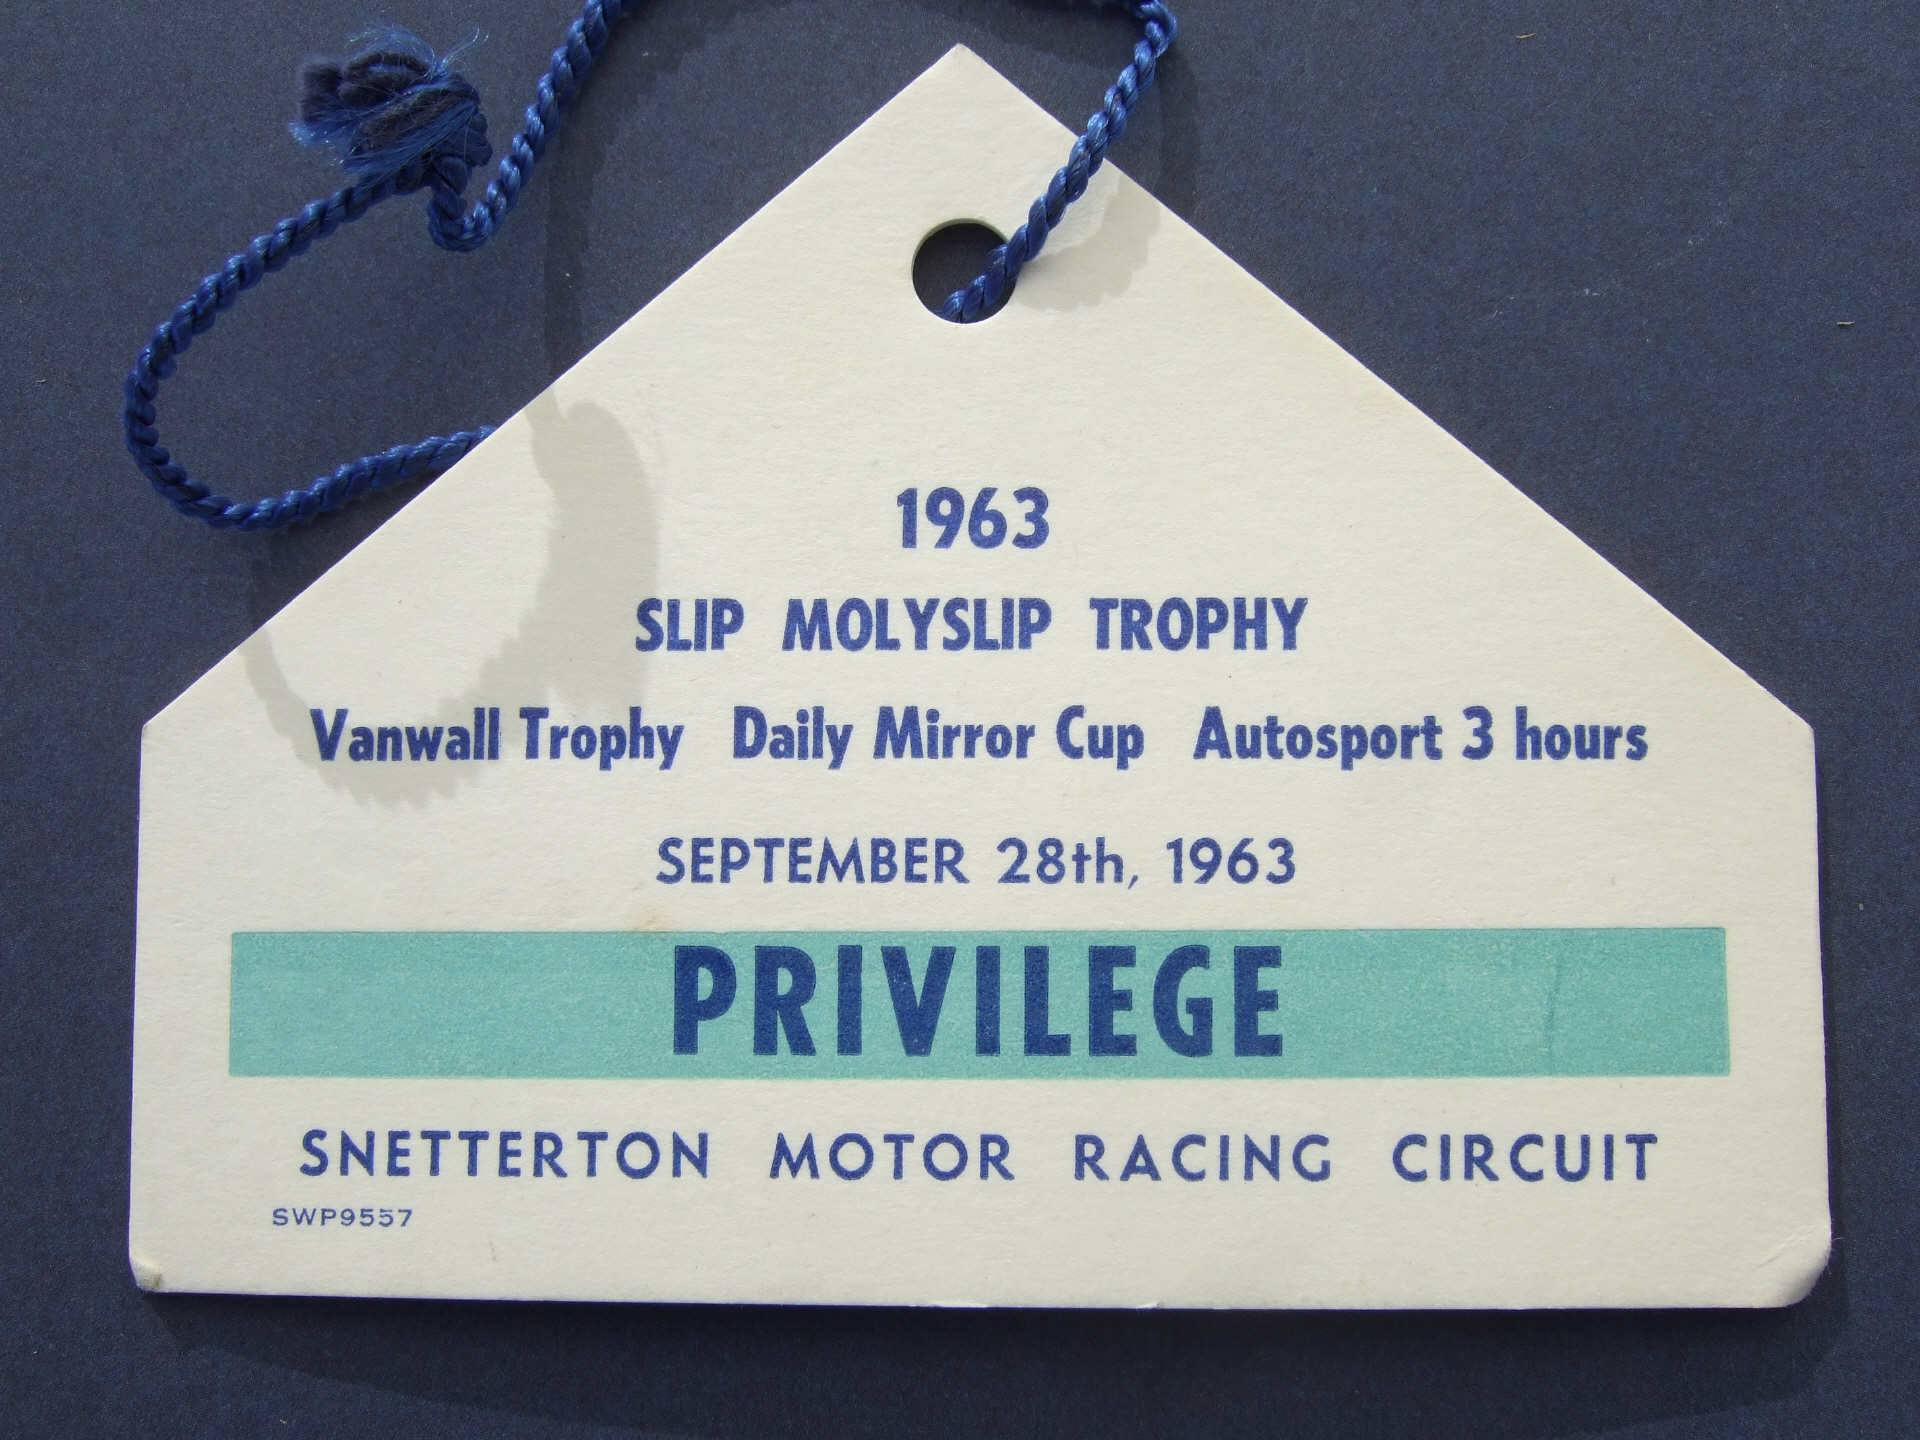 1963
SLIP MOLYSLIP TROPHY
Vanwall Trophy Daily Mirror Cup Autosport 3 hours
SEPTEMBER 28th, 1963
PRIVILEGE
SNETTERTON MOTOR RACING CIRCUIT
SWP9557